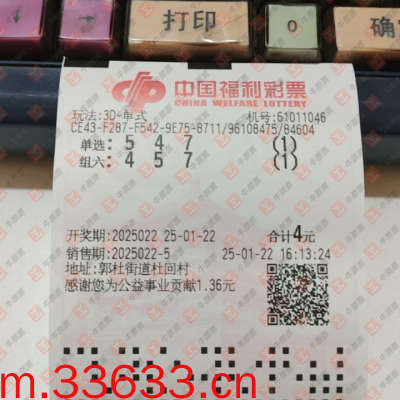 打印
0
确
中国福利彩票
CHINA WELFARE LOTTERY
玩法:3D-单式 机号:61011046
CE43-F287-F542-9E75-8711/96108475/84604
单选: 5 4 7 (1)
组六: 4 5 7 (1)
开奖期:2025022 25-01-22 合计4元
销售期:2025022-5 25-01-22 16:13:24
地址:郭杜街道杜回村
感谢您为公益事业贡献1.36元
m.33633.cn